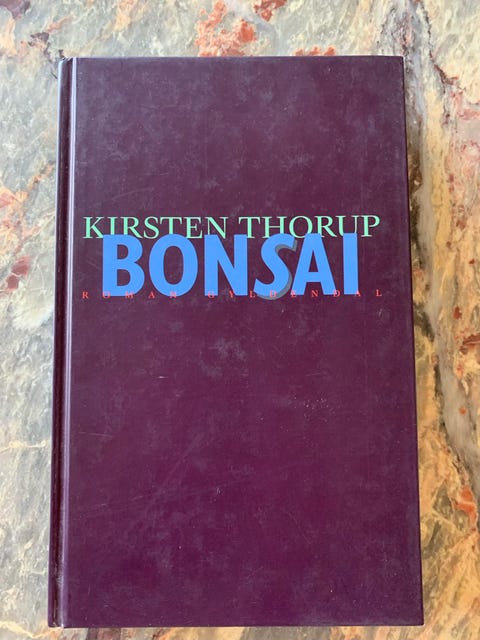 KIRSTEN THORUP
BONSAI
ROMAN GYLDENDAL